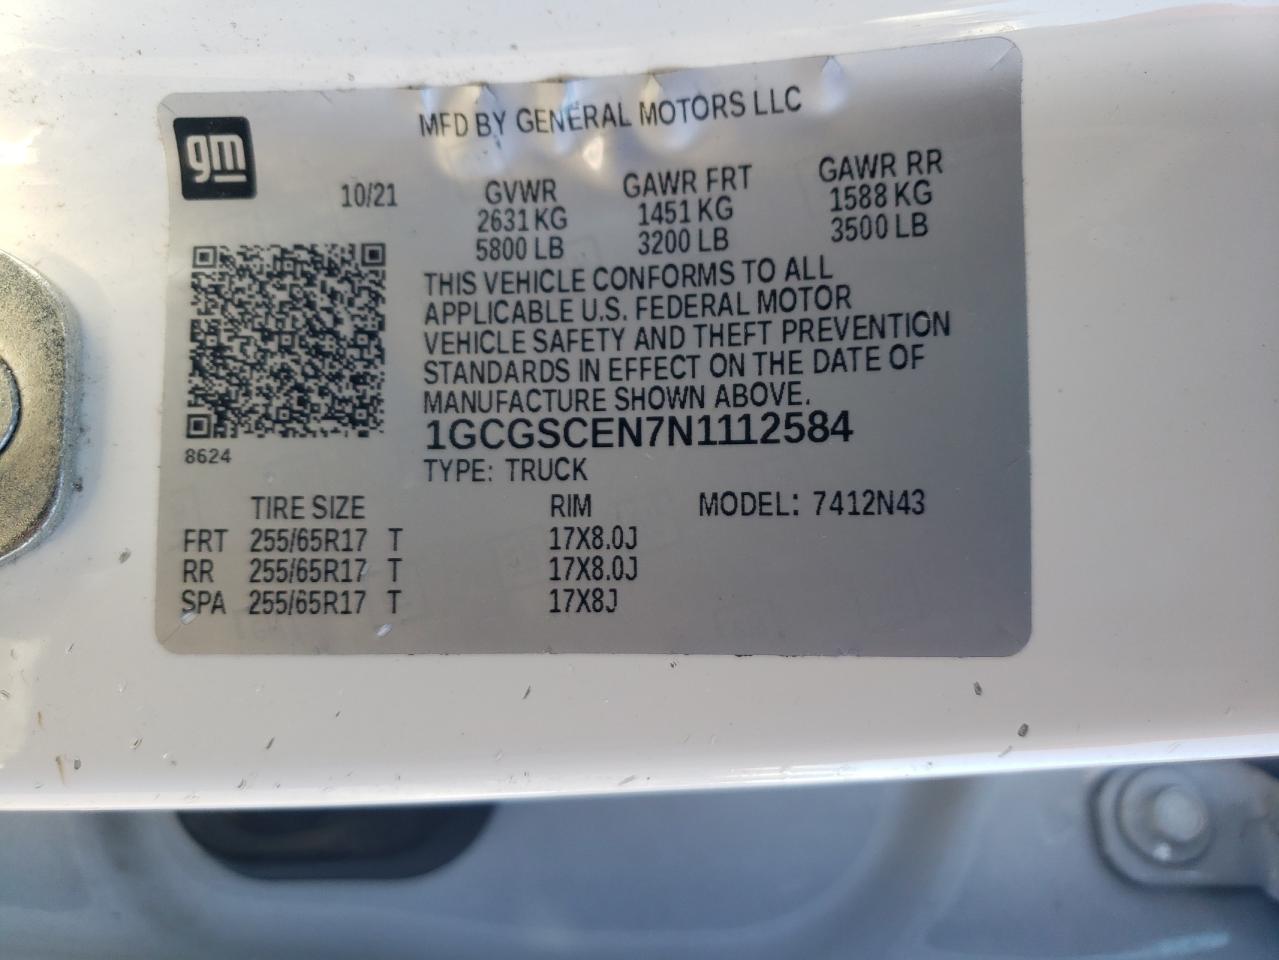 MFD BY GENERAL MOTORS LLC
gm
10/21 GVWR GAWR FRT GAWR RR
2631 KG 1451 KG 1588 KG
5800 LB 3200 LB 3500 LB
THIS VEHICLE CONFORMS TO ALL
APPLICABLE U.S. FEDERAL MOTOR
VEHICLE SAFETY AND THEFT PREVENTION
STANDARDS IN EFFECT ON THE DATE OF
MANUFACTURE SHOWN ABOVE.
1GCGSCEN7N1112584
8624
TYPE: TRUCK
TIRE SIZE RIM MODEL: 7412N43
FRT 255/65R17 T 17X8.0J
RR 255/65R17 T 17X8.0J
SPA 255/65R17 T 17X8J